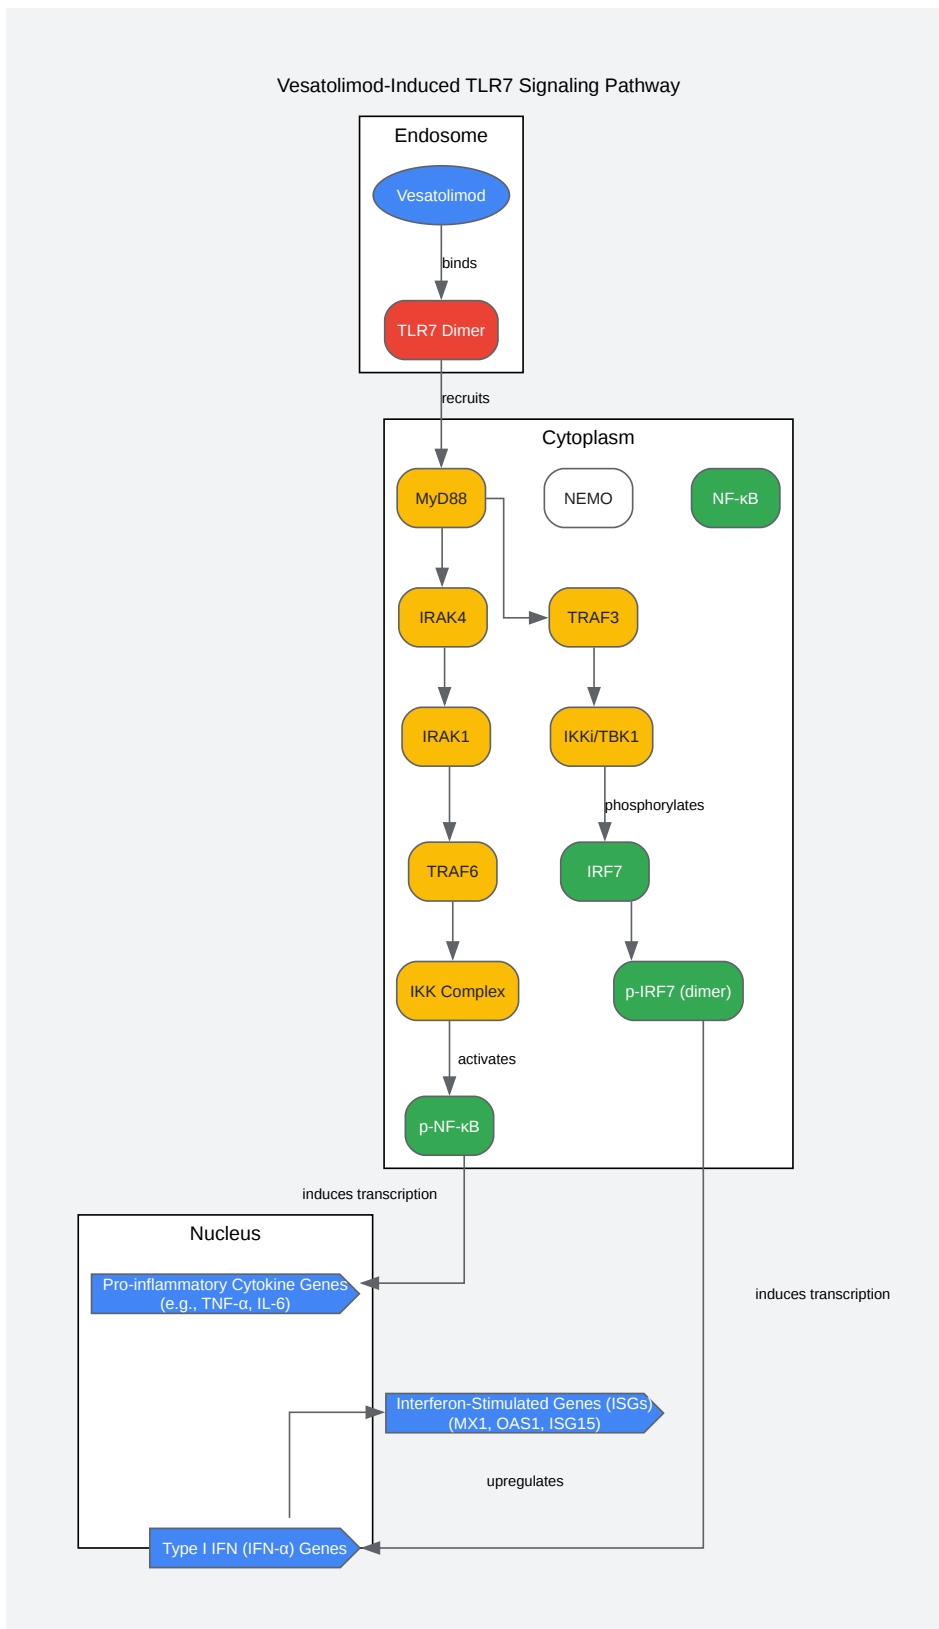 Vesatolimod-Induced TLR7 Signaling Pathway
Endosome
Vesatolimod
binds
TLR7 Dimer
recruits
Cytoplasm
MyD88
NEMO
NF-κB
IRAK4
TRAF3
IRAK1
IKKi/TBK1
phosphorylates
TRAF6
IRF7
IKK Complex
p-IRF7 (dimer)
activates
p-NF-κB
induces transcription
Nucleus
Pro-inflammatory Cytokine Genes
(e.g., TNF-α, IL-6)
induces transcription
Interferon-Stimulated Genes (ISGs)
(MX1, OAS1, ISG15)
upregulates
Type I IFN (IFN-α) Genes